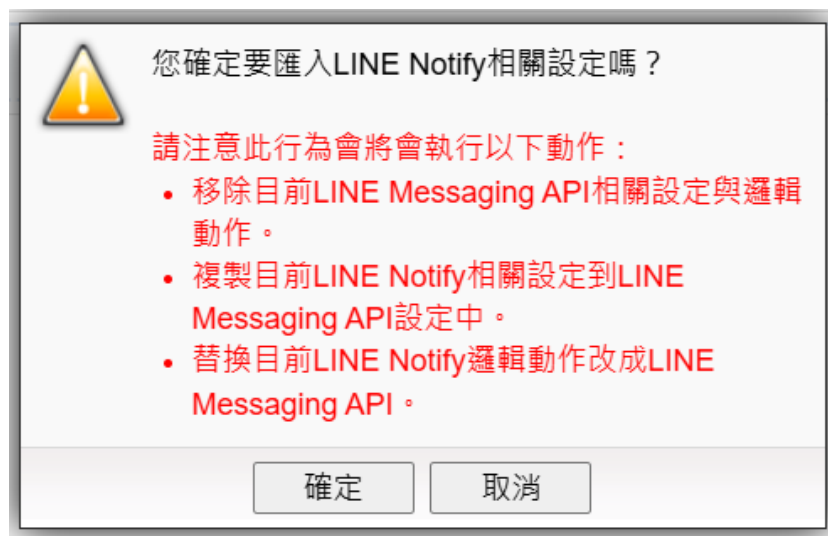 您確定要匯入LINE Notify相關設定嗎？
請注意此行為會將會執行以下動作：
• 移除目前LINE Messaging API相關設定與邏輯
動作。
• 複製目前LINE Notify相關設定到LINE
Messaging API設定中。
• 替換目前LINE Notify邏輯動作改成LINE
Messaging API。
確定 取消